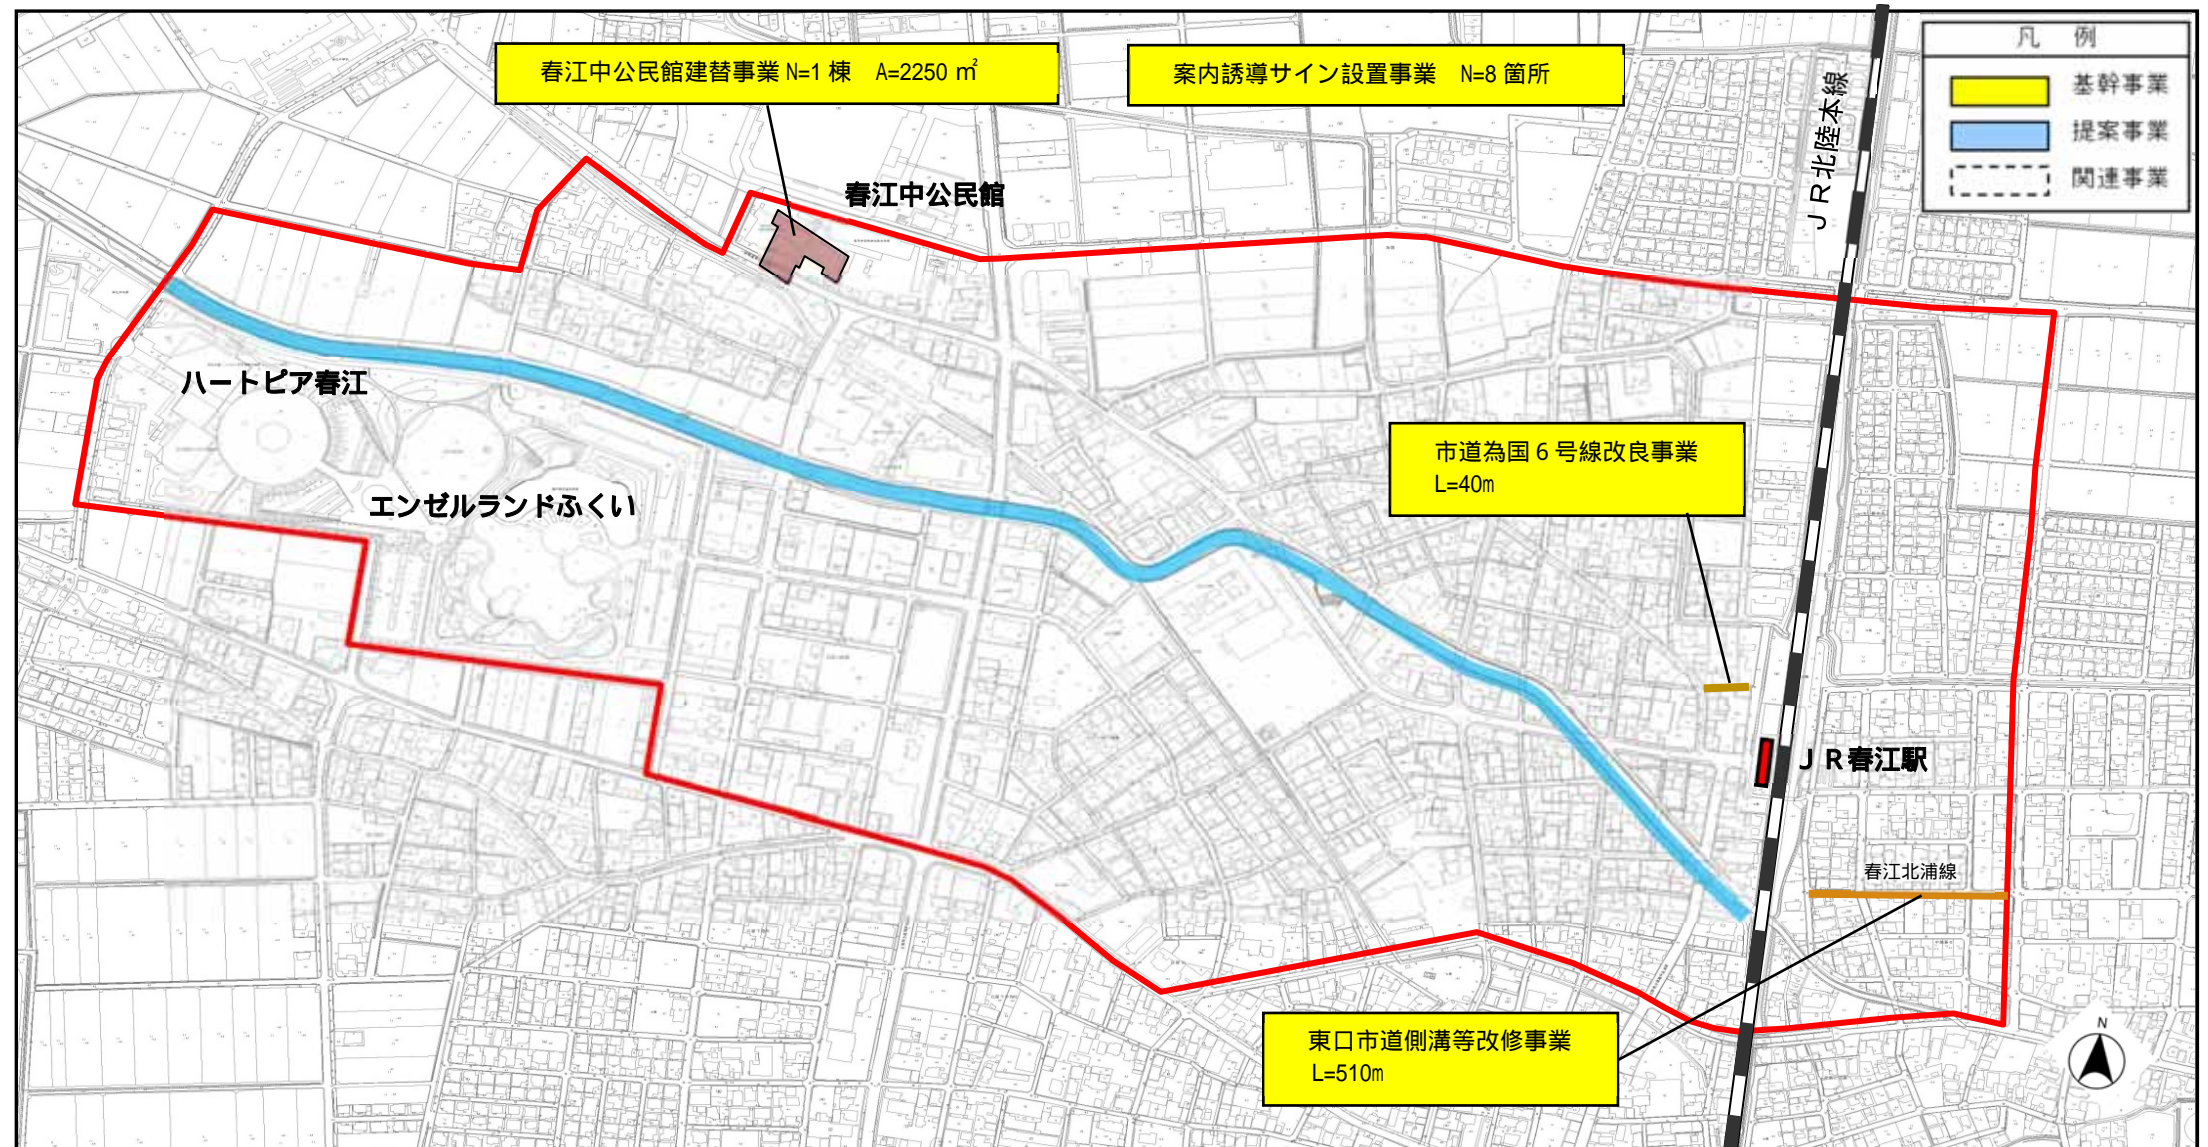 春江中公民館建替事業 N=1 棟　A=2250 ㎡
案内誘導サイン設置事業　N=8 箇所
凡　例
基幹事業
提案事業
関連事業
ＪＲ北陸本線
春江中公民館
ハートピア春江
エンゼルランドふくい
市道為国６号線改良事業
L=40m
ＪＲ春江駅
春江北浦線
東口市道側溝等改修事業
L=510m
N